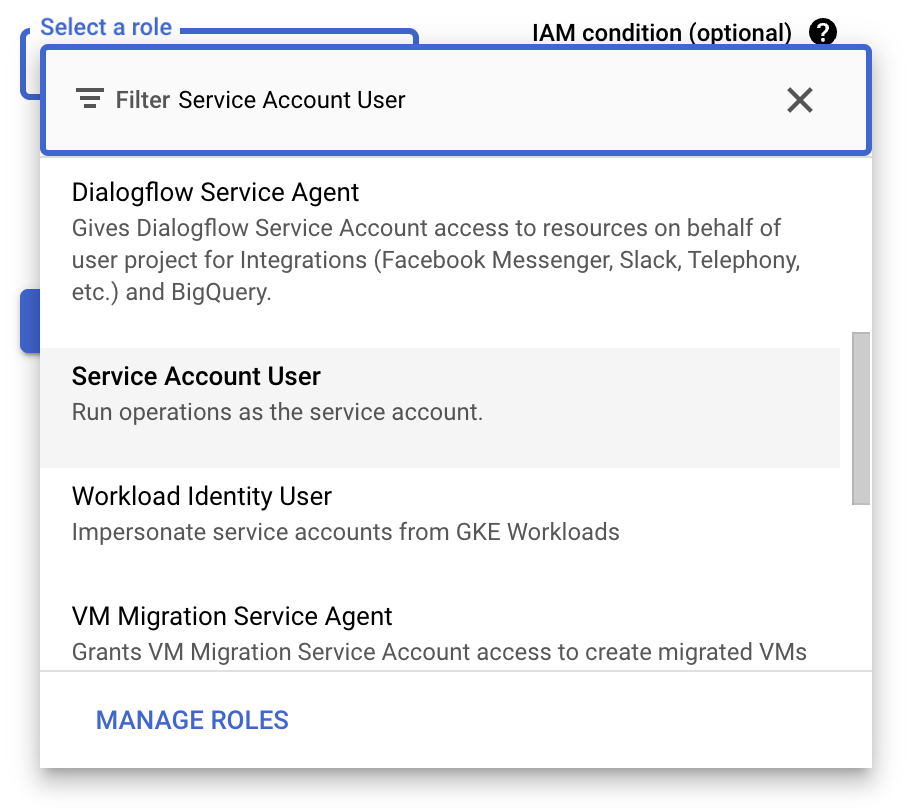 Select a role
IAM condition (optional)
?
Filter Service Account User
Dialogflow Service Agent
Gives Dialogflow Service Account access to resources on behalf of
user project for Integrations (Facebook Messenger, Slack, Telephony,
etc.) and BigQuery.
Service Account User
Run operations as the service account.
Workload Identity User
Impersonate service accounts from GKE Workloads
VM Migration Service Agent
Grants VM Migration Service Account access to create migrated VMs
MANAGE ROLES